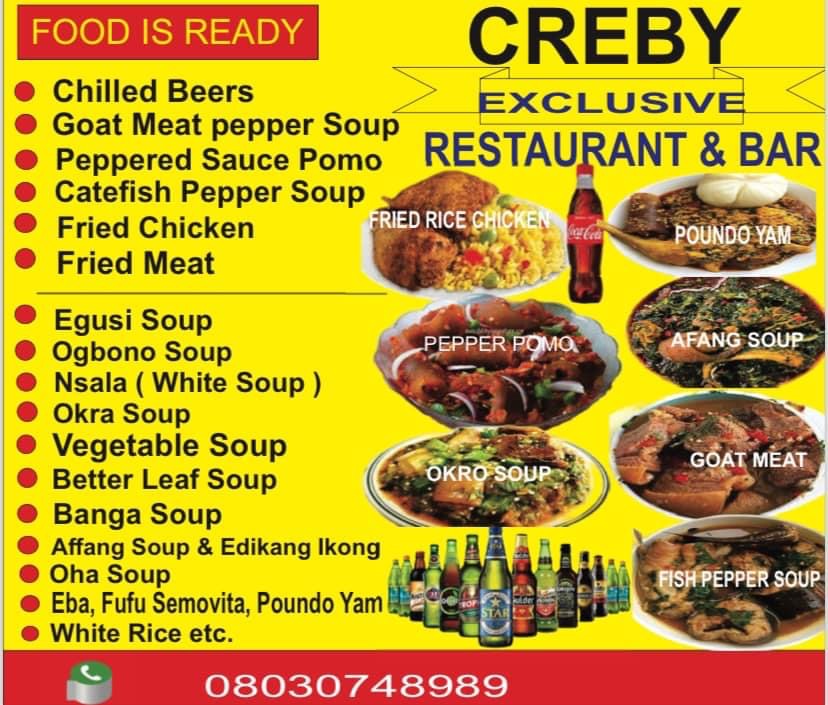 FOOD IS READY
Chilled Beers
Goat Meat pepper Soup
Peppered Sauce Pomo
Catefish Pepper Soup
Fried Chicken
Fried Meat
Egusi Soup
Ogbono Soup
Nsala ( White Soup )
Okra Soup
Vegetable Soup
Better Leaf Soup
Banga Soup
Affang Soup & Edikang Ikong
Oha Soup
Eba, Fufu Semovita, Poundo Yam
White Rice etc.
CREBY
EXCLUSIVE
RESTAURANT & BAR
FRIED RICE CHICKEN
Coca-Cola
POUNDO YAM
PEPPER POMO
AFANG SOUP
OKRO SOUP
GOAT MEAT
STAR
FISH PEPPER SOUP
08030748989